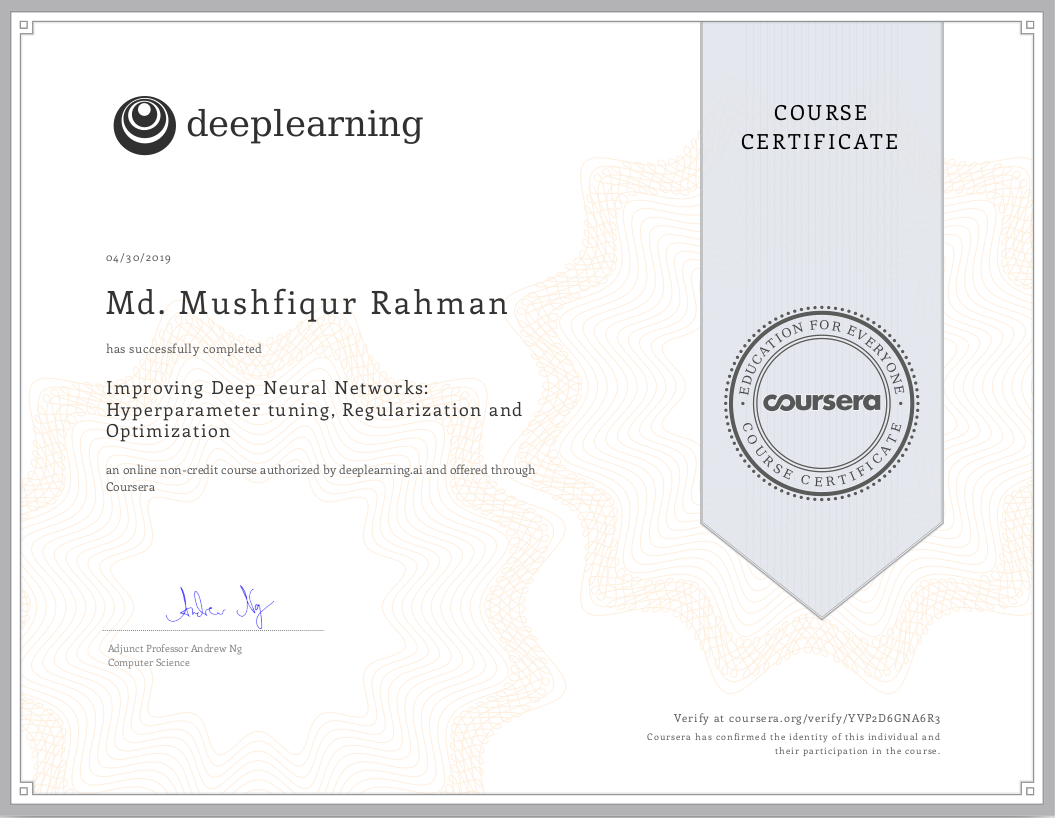 deeplearning
COURSE
CERTIFICATE
04/30/2019
Md. Mushfiqur Rahman
has successfully completed
Improving Deep Neural Networks:
Hyperparameter tuning, Regularization and
Optimization
an online non-credit course authorized by deeplearning.ai and offered through
Coursera
EDUCATION FOR EVERYONE
coursera
COURSE CERTIFICATE
Andrew Ng
Adjunct Professor Andrew Ng
Computer Science
Verify at coursera.org/verify/YVP2D6GNA6R3
Coursera has confirmed the identity of this individual and
their participation in the course.